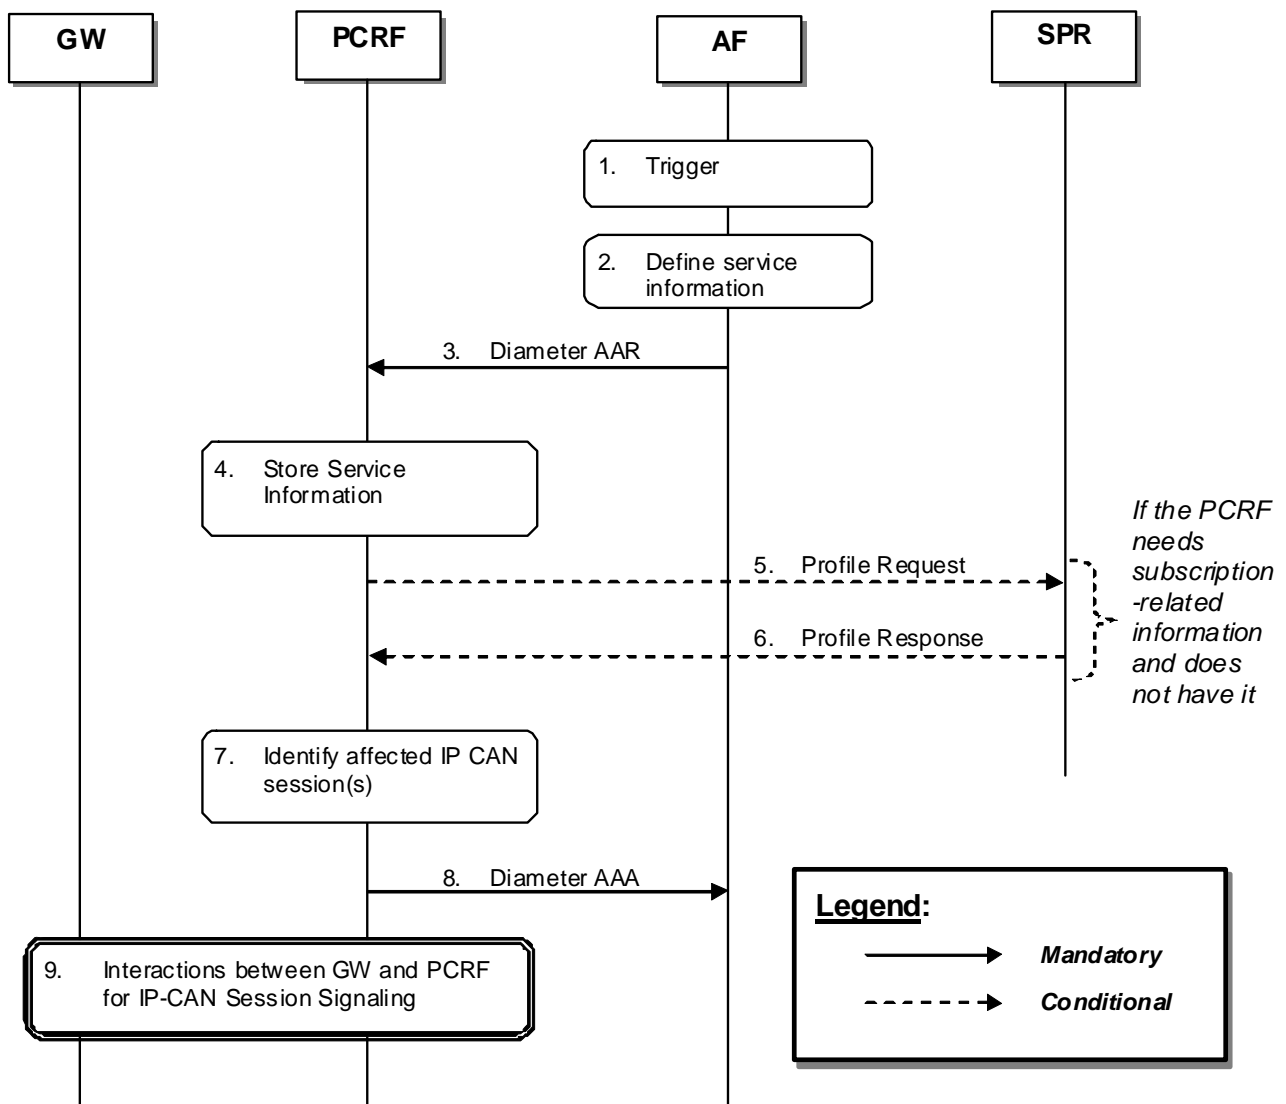 GW
PCRF
AF
SPR
1. Trigger
2. Define service
information
3. Diameter AAR
4. Store Service
Information
5. Profile Request
6. Profile Response
If the PCRF
needs
subscription
-related
information
and does
not have it
7. Identify affected IP CAN
session(s)
8. Diameter AAA
9. Interactions between GW and PCRF
for IP-CAN Session Signaling
Legend:
Mandatory
Conditional